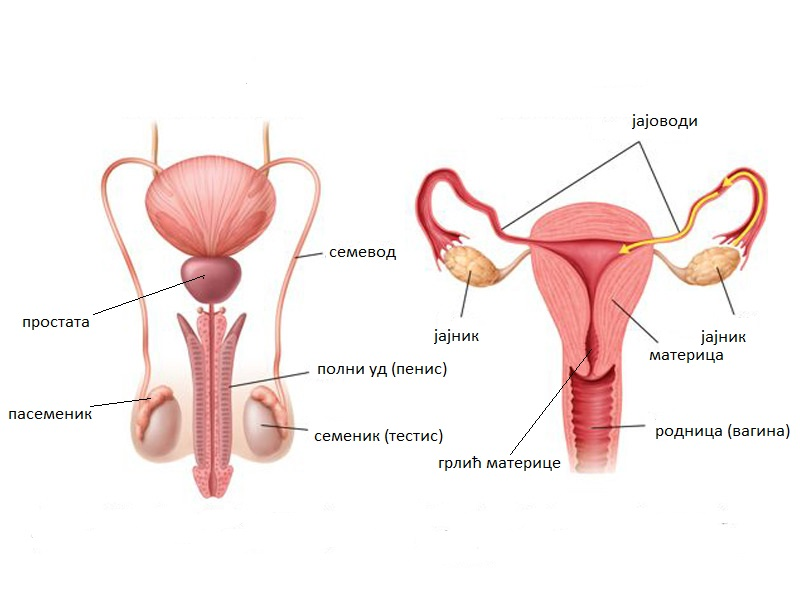 семевод
простата
полни уд (пенис)
пасеменик
семеник (тестис)
јајоводи
јајник
јајник
материца
родница (вагина)
грлић материце